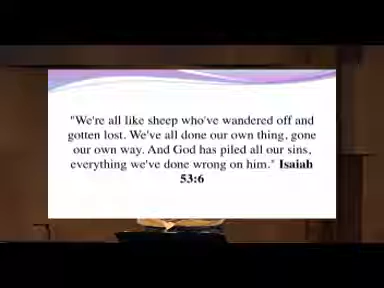 "We're all like sheep who've wandered off and
gotten lost. We've all done our own thing, gone
our own way. And God has piled all our sins,
everything we've done wrong on him." Isaiah
53:6